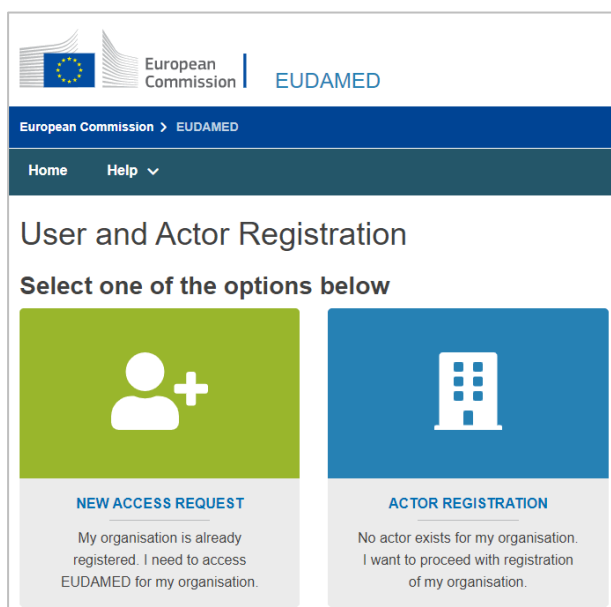 European
Commission
EUDAMED
European Commission > EUDAMED
Home Help
User and Actor Registration
Select one of the options below
NEW ACCESS REQUEST
My organisation is already
registered. I need to access
EUDAMED for my organisation.
ACTOR REGISTRATION
No actor exists for my organisation.
I want to proceed with registration
of my organisation.